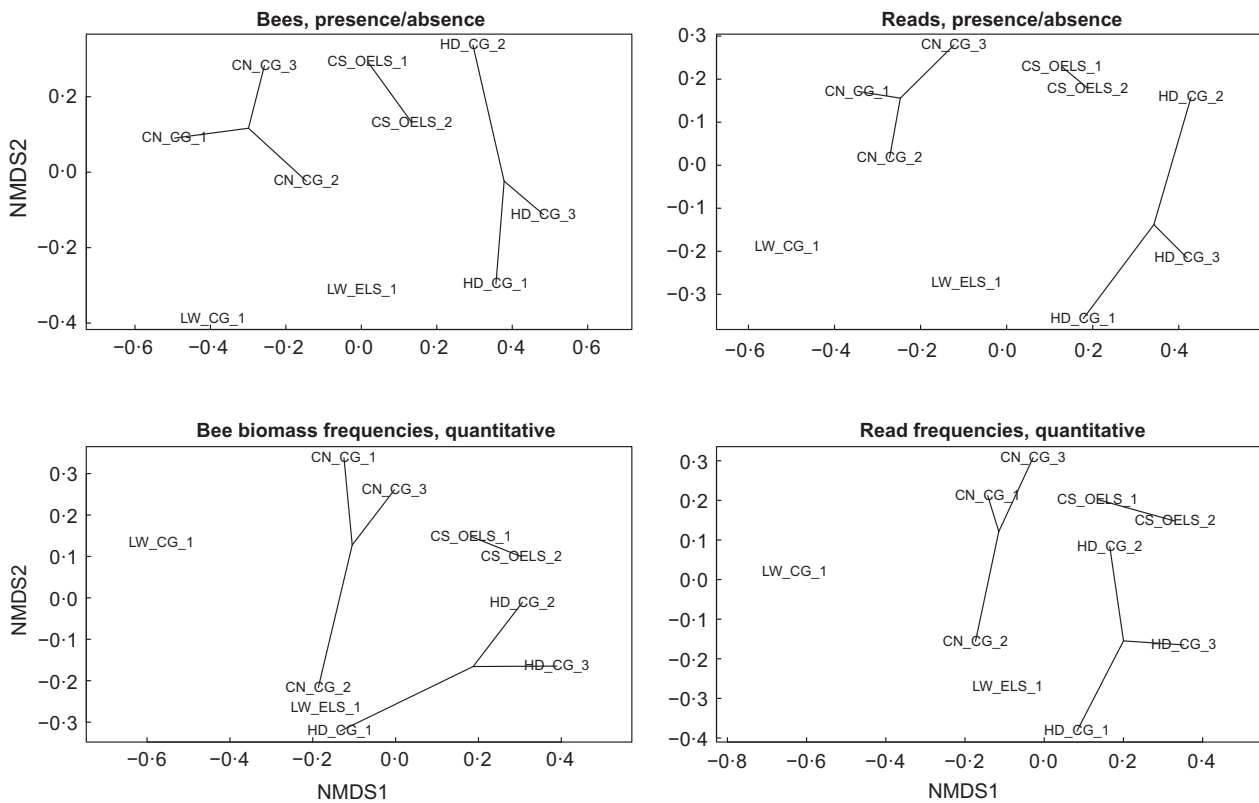 Bees, presence/absence
NMDS2
0·2
0·0
−0·2
−0·4
−0·6
−0·4
−0·2
0·0
0·2
0·4
0·6
HD_CG_2
CN_CG_3
CS_OELS_1
CN_CG_1
CS_OELS_2
CN_CG_2
HD_CG_3
HD_CG_1
LW_ELS_1
LW_CG_1
Reads, presence/absence
0·3
0·2
0·1
0·0
−0·1
−0·2
−0·3
−0·6
−0·4
−0·2
0·0
0·2
0·4
CN_CG_3
CS_OELS_1
CN_CG_1
CS_OELS_2
HD_CG_2
CN_CG_2
LW_CG_1
HD_CG_3
LW_ELS_1
HD_CG_1
Bee biomass frequencies, quantitative
NMDS2
0·3
0·2
0·1
0·0
−0·1
−0·2
−0·3
−0·6
−0·4
−0·2
0·0
0·2
0·4
NMDS1
CN_CG_1
CN_CG_3
LW_CG_1
CS_OELS_1
CS_OELS_2
HD_CG_2
HD_CG_3
CN_CG_2
LW_ELS_1
HD_CG_1
Read frequencies, quantitative
0·3
0·2
0·1
0·0
−0·1
−0·2
−0·3
−0·4
−0·8
−0·6
−0·4
−0·2
0·0
0·2
0·4
NMDS1
CN_CG_3
CN_CG_1
CS_OELS_1
CS_OELS_2
HD_CG_2
LW_CG_1
CN_CG_2
HD_CG_3
LW_ELS_1
HD_CG_1